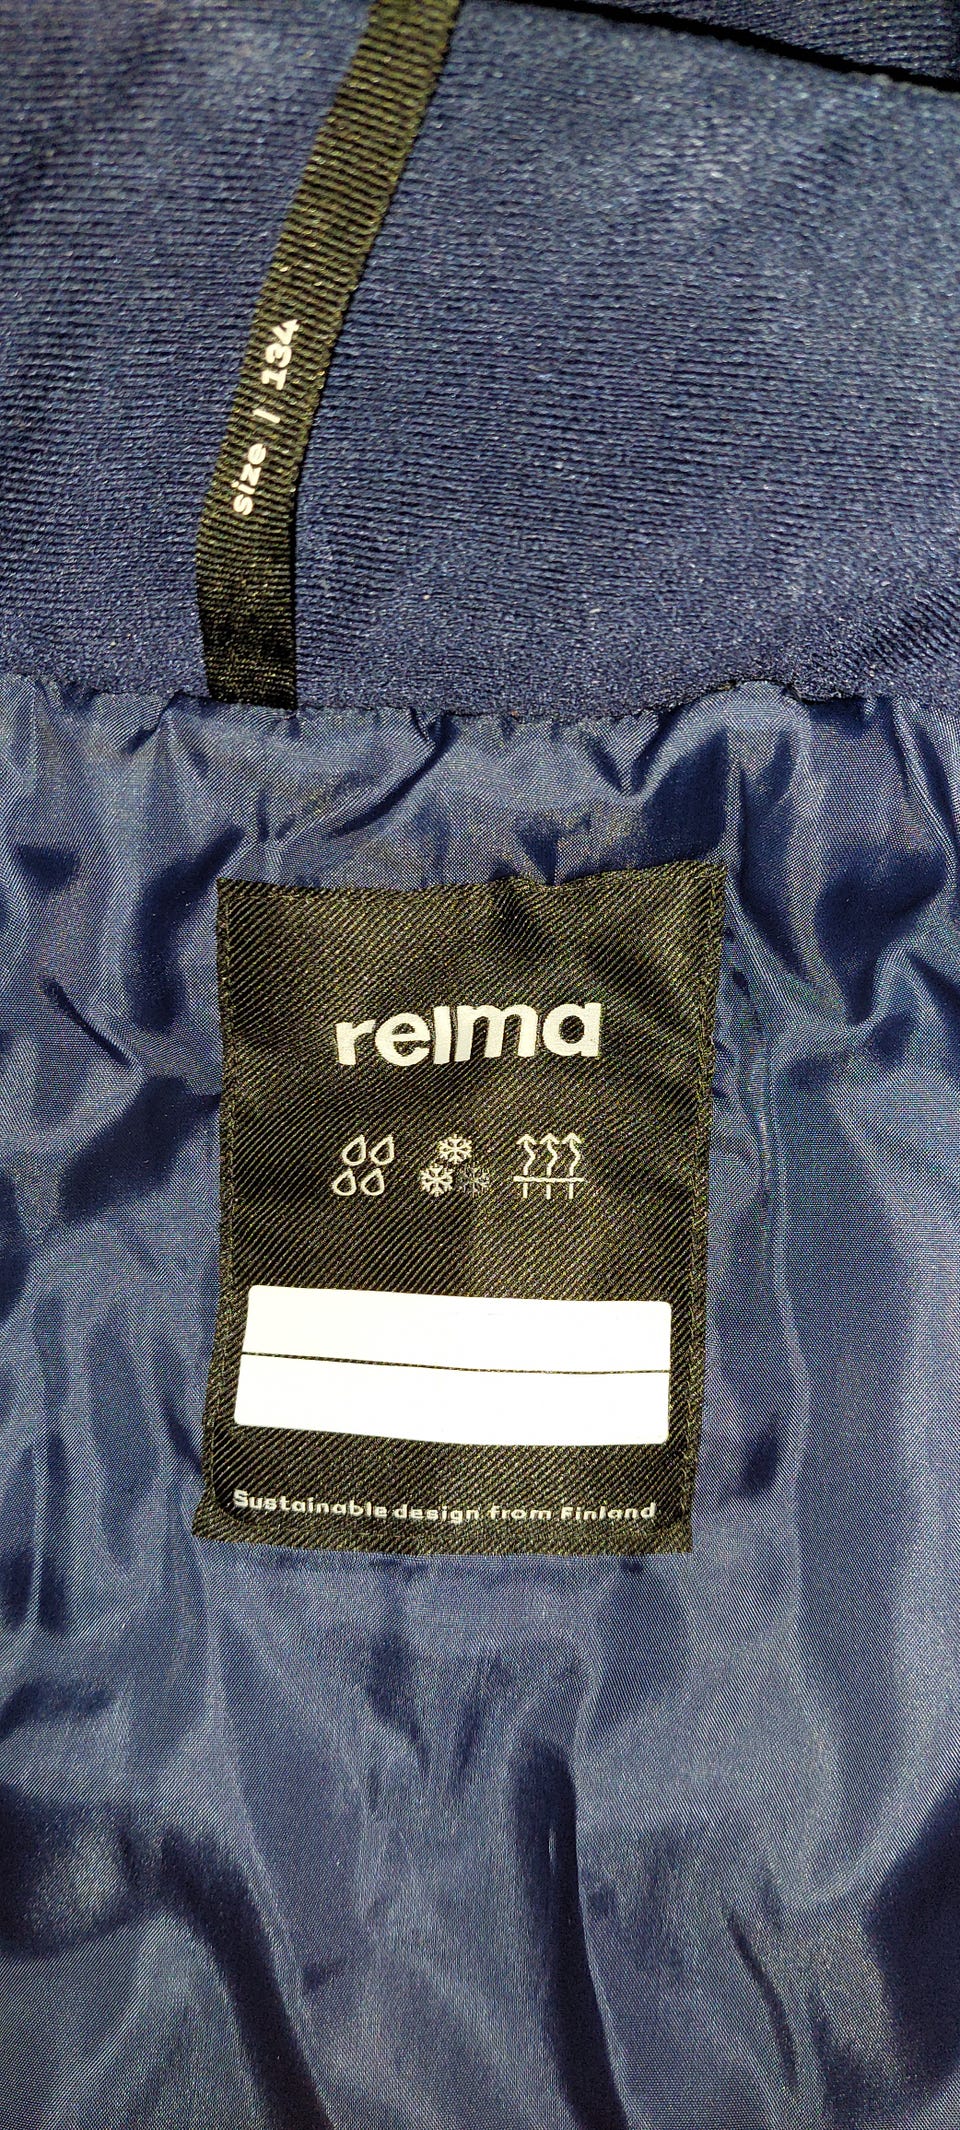 size | 134
reima
Sustainable design from Finland